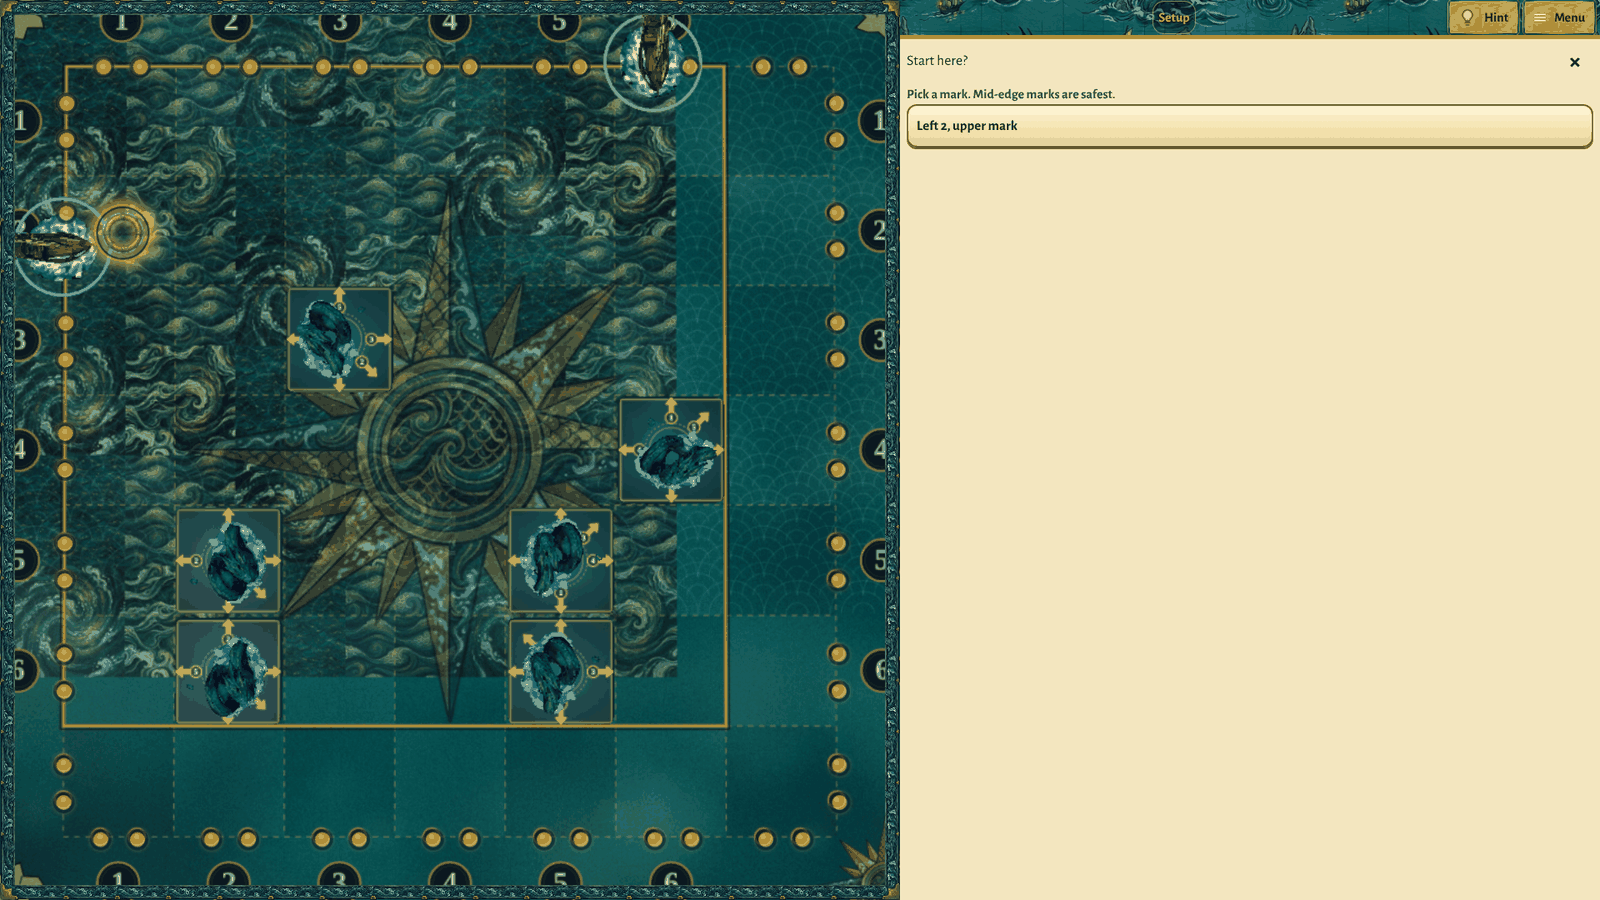 1 2 3 4 5
Setup
Hint
Menu
Start here?
Pick a mark. Mid-edge marks are safest.
Left 2, upper mark
1 1
2
3 3
4 4
5 5
6 6
1 2 3 4 5 6